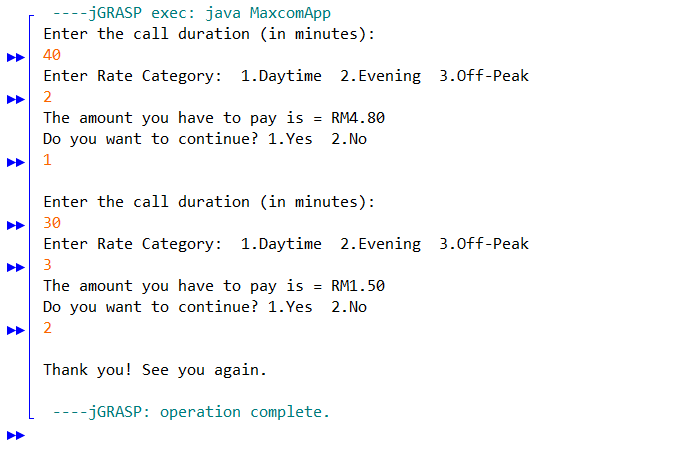 ----jGRASP exec: java MaxcomApp
Enter the call duration (in minutes):
40
Enter Rate Category:  1.Daytime  2.Evening  3.Off-Peak
2
The amount you have to pay is = RM4.80
Do you want to continue? 1.Yes  2.No
1
Enter the call duration (in minutes):
30
Enter Rate Category:  1.Daytime  2.Evening  3.Off-Peak
3
The amount you have to pay is = RM1.50
Do you want to continue? 1.Yes  2.No
2
Thank you! See you again.
----jGRASP: operation complete.